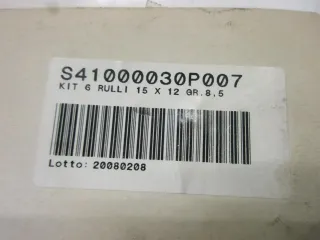 S41000030P007
KIT 6 RULLI 15 X 12 GR.8,5
Lotto: 20080208